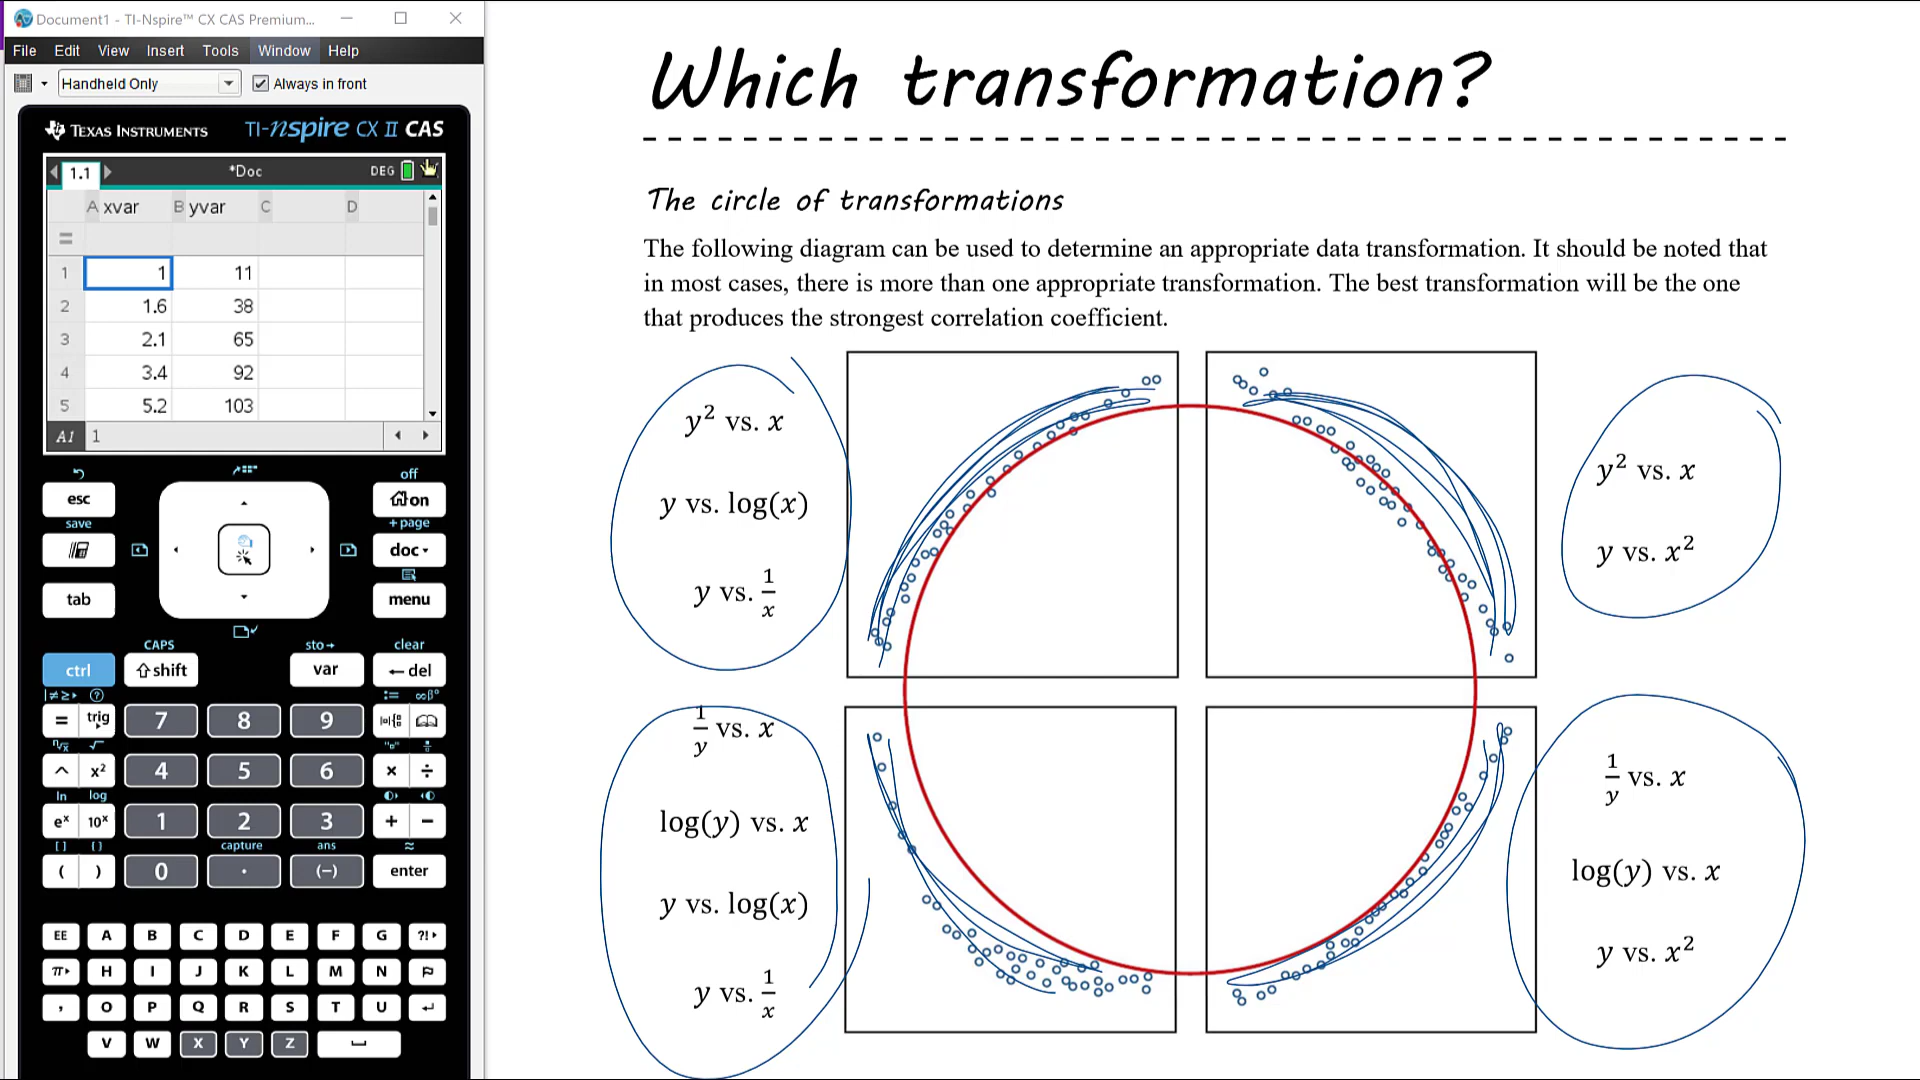 Document1 - TI-Nspire™ CX CAS Premium...
File Edit View Insert Tools Window Help
Handheld Only
Always in front
TEXAS INSTRUMENTS TI-nspire CX II CAS
1.1 *Doc DEG
A xvar B yvar C D
=
1 1 11
2 1.6 38
3 2.1 65
4 3.4 92
5 5.2 103
A1 1
off
esc on
save + page
doc
tab menu
CAPS sto→ clear
ctrl shift var ←del
|≠≥▸ ? := ∞β°
= trig 7 8 9
ⁿ√x √ "□"
^ x² 4 5 6 × ÷
ln log
eˣ 10ˣ 1 2 3 + −
[ ] { } capture ans ≈
( ) 0 . (−) enter
EE A B C D E F G ?!▸
π▸ H I J K L M N
, O P Q R S T U
V W X Y Z
Which transformation?
The circle of transformations
The following diagram can be used to determine an appropriate data transformation. It should be noted that
in most cases, there is more than one appropriate transformation. The best transformation will be the one
that produces the strongest correlation coefficient.
y² vs. x
y vs. log(x)
y vs. 1/x
y² vs. x
y vs. x²
1/y vs. x
log(y) vs. x
y vs. log(x)
y vs. 1/x
1/y vs. x
log(y) vs. x
y vs. x²